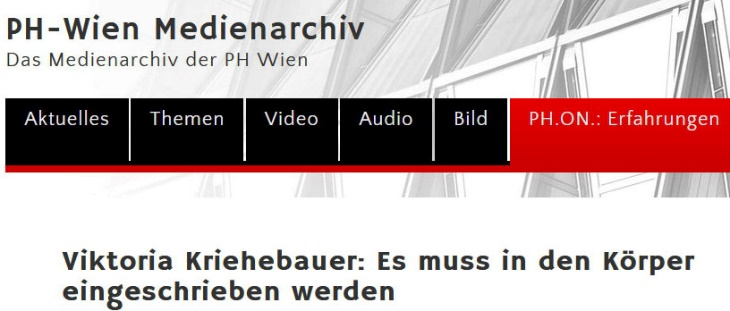 PH-Wien Medienarchiv
Das Medienarchiv der PH Wien
Aktuelles Themen Video Audio Bild PH.ON.: Erfahrungen
Viktoria Kriehebauer: Es muss in den Körper
eingeschrieben werden